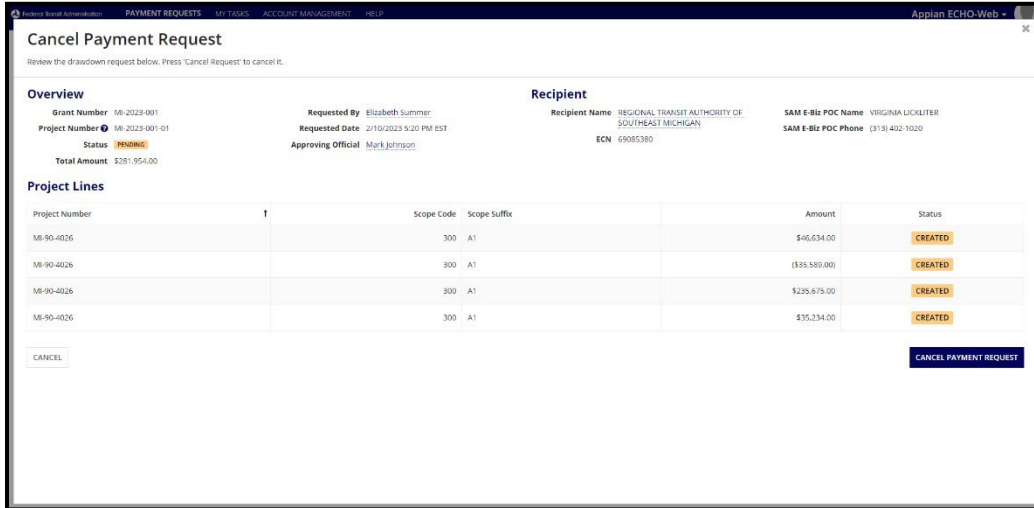 Federal Transit Administration PAYMENT REQUESTS MY TASKS ACCOUNT MANAGEMENT HELP Appian ECHO-Web
Cancel Payment Request
Review the drawdown request below. Press 'Cancel Request' to cancel it.
Overview
Grant Number MI-2023-001
Project Number MI-2023-001-01
Status PENDING
Total Amount $281,954.00
Requested By Elizabeth Summer
Requested Date 2/10/2023 5:20 PM EST
Approving Official Mark Johnson
Recipient
Recipient Name REGIONAL TRANSIT AUTHORITY OF
SOUTHEAST MICHIGAN
ECN 69085380
SAM E-Biz POC Name VIRGINIA LICKLITER
SAM E-Biz POC Phone (313) 402-1020
Project Lines
Project Number Scope Code Scope Suffix Amount Status
MI-90-4026 300 A1 $46,634.00 CREATED
MI-90-4026 300 A1 ($35,589.00) CREATED
MI-90-4026 300 A1 $235,675.00 CREATED
MI-90-4026 300 A1 $35,234.00 CREATED
CANCEL CANCEL PAYMENT REQUEST